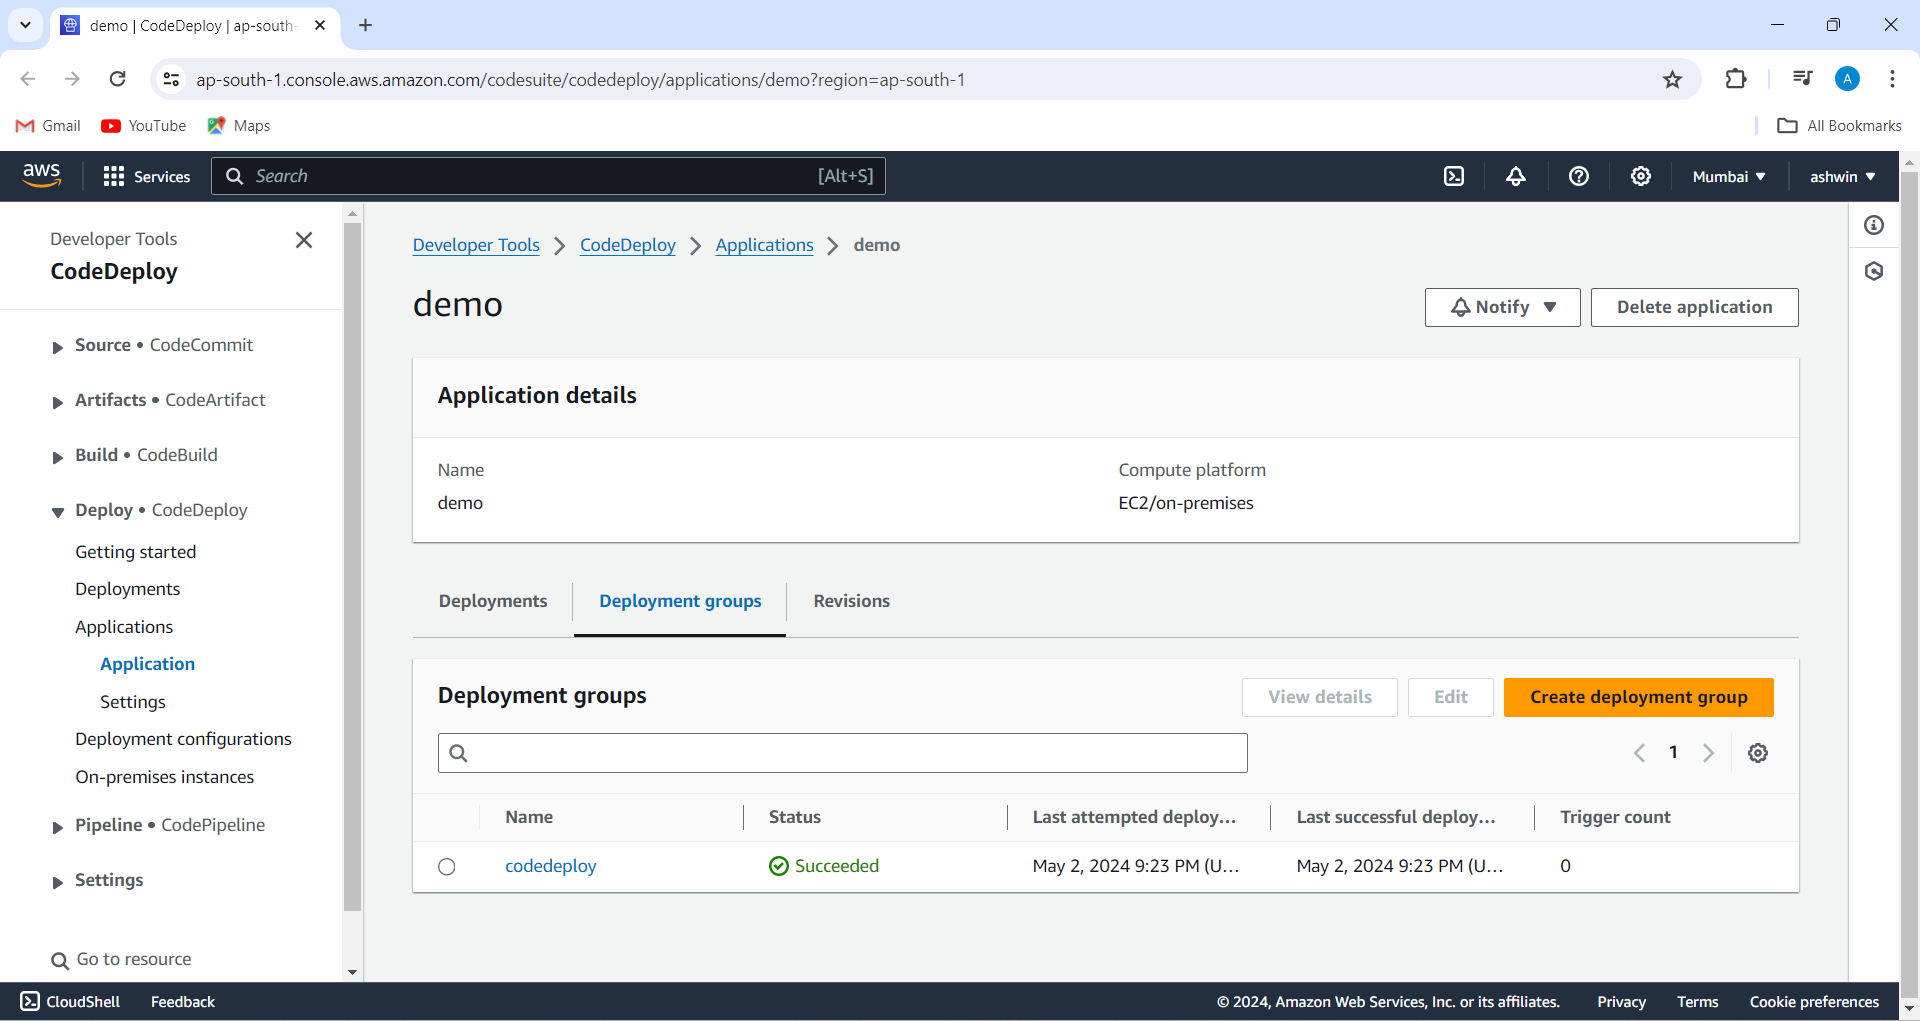 demo | CodeDeploy | ap-south-
ap-south-1.console.aws.amazon.com/codesuite/codedeploy/applications/demo?region=ap-south-1
A
Gmail YouTube Maps All Bookmarks
aws Services Search [Alt+S] Mumbai ashwin
Developer Tools
CodeDeploy
Source • CodeCommit
Artifacts • CodeArtifact
Build • CodeBuild
Deploy • CodeDeploy
Getting started
Deployments
Applications
Application
Settings
Deployment configurations
On-premises instances
Pipeline • CodePipeline
Settings
Go to resource
Developer Tools CodeDeploy Applications demo
demo
Notify Delete application
Application details
Name Compute platform
demo EC2/on-premises
Deployments Deployment groups Revisions
Deployment groups View details Edit Create deployment group
1
Name Status Last attempted deploy... Last successful deploy... Trigger count
codedeploy Succeeded May 2, 2024 9:23 PM (U... May 2, 2024 9:23 PM (U... 0
CloudShell Feedback © 2024, Amazon Web Services, Inc. or its affiliates. Privacy Terms Cookie preferences